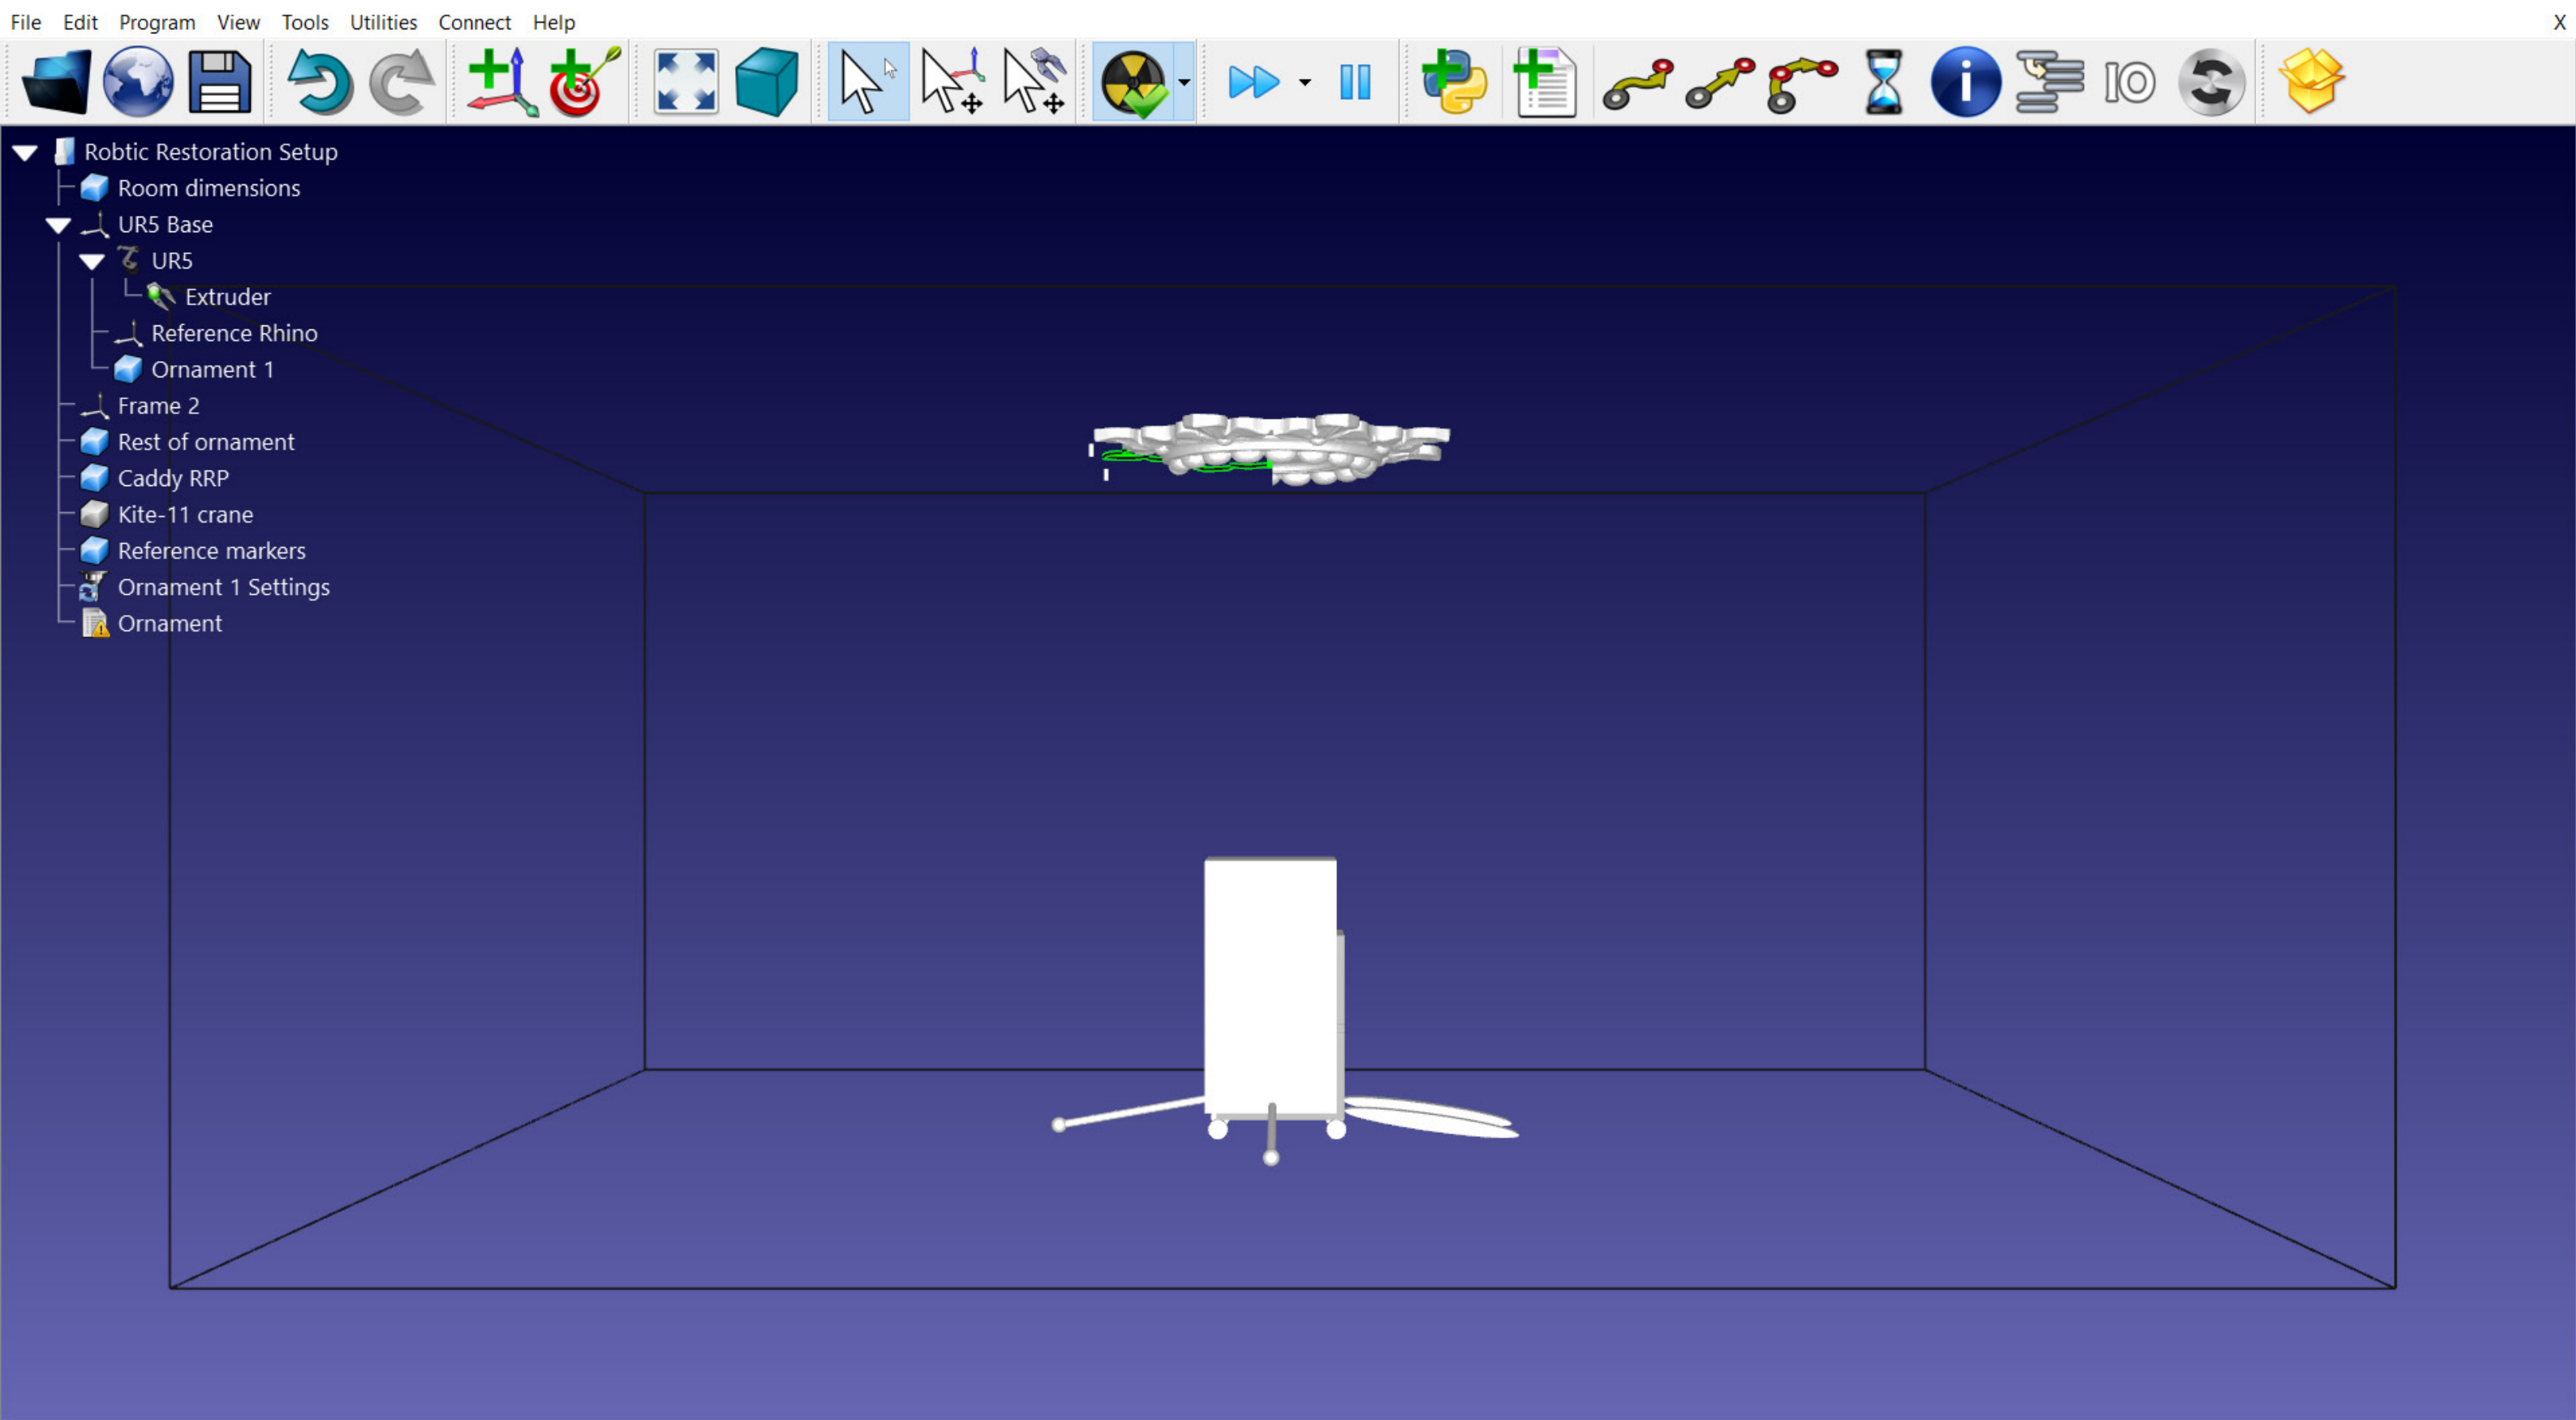 File Edit Program View Tools Utilities Connect Help X
IO
Robtic Restoration Setup
Room dimensions
UR5 Base
UR5
Extruder
Reference Rhino
Ornament 1
Frame 2
Rest of ornament
Caddy RRP
Kite-11 crane
Reference markers
Ornament 1 Settings
Ornament